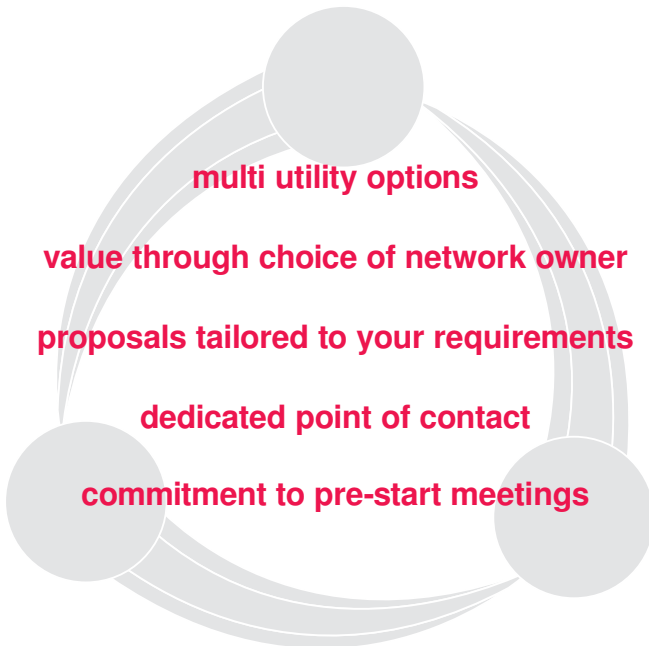 multi utility options
value through choice of network owner
proposals tailored to your requirements
dedicated point of contact
commitment to pre-start meetings